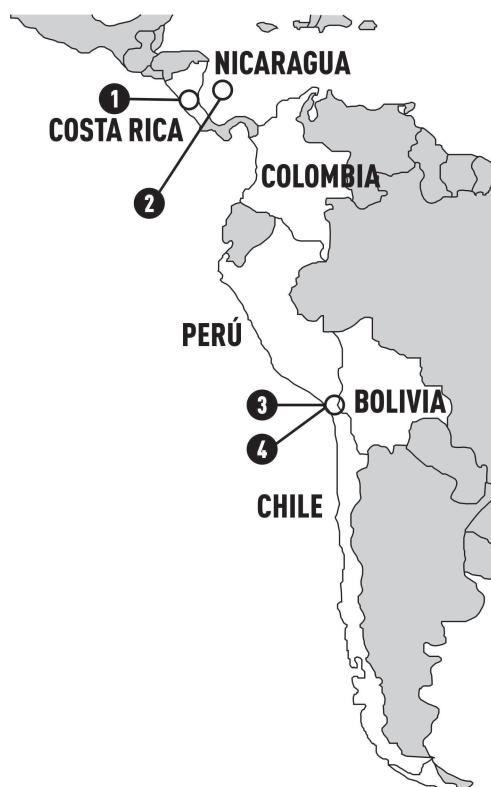 NICARAGUA
1
COSTA RICA
COLOMBIA
2
PERÚ
3
BOLIVIA
4
CHILE